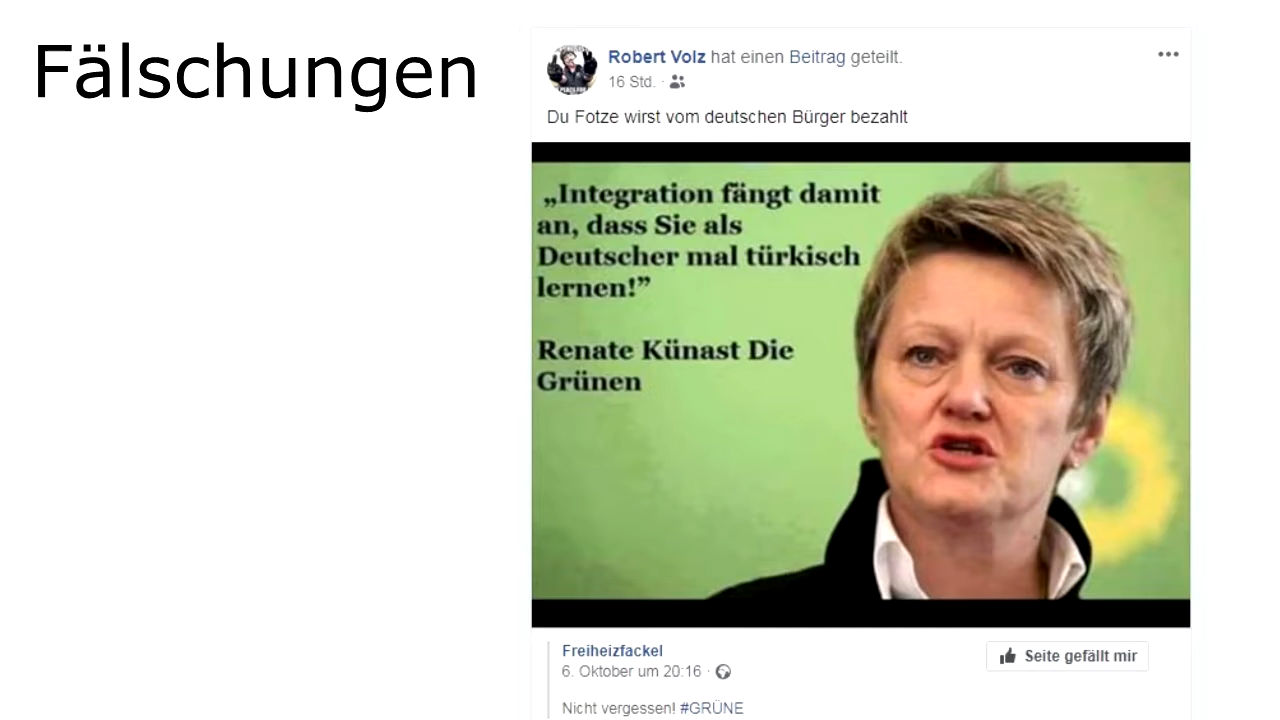 Fälschungen
Robert Volz hat einen Beitrag geteilt.
16 Std. ·
Du Fotze wirst vom deutschen Bürger bezahlt
„Integration fängt damit
an, dass Sie als
Deutscher mal türkisch
lernen!”
Renate Künast Die
Grünen
Freiheizfackel
6. Oktober um 20:16 ·
Seite gefällt mir
Nicht vergessen! #GRÜNE